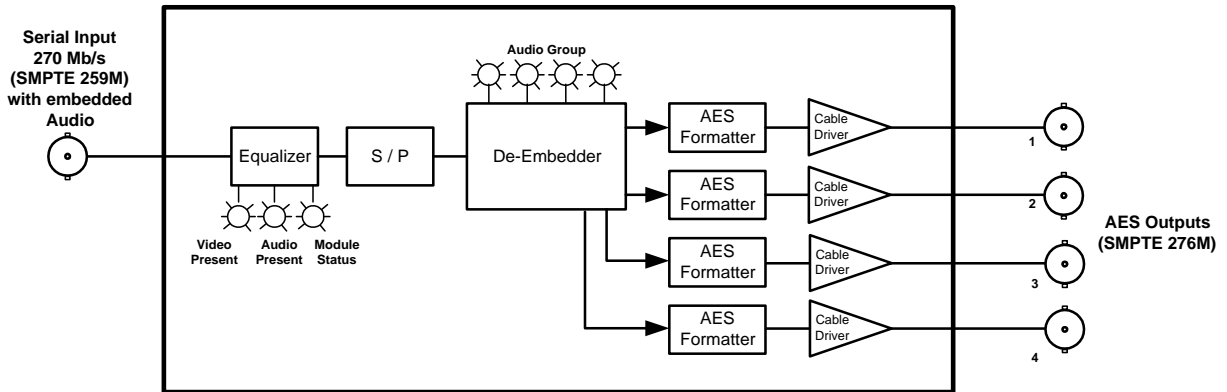 Serial Input
270 Mb/s
(SMPTE 259M)
with embedded
Audio
Equalizer
Video
Present
Audio
Present
Module
Status
S / P
Audio Group
De-Embedder
AES
Formatter
Cable
Driver
1
AES
Formatter
Cable
Driver
2
AES
Formatter
Cable
Driver
3
AES
Formatter
Cable
Driver
4
AES Outputs
(SMPTE 276M)